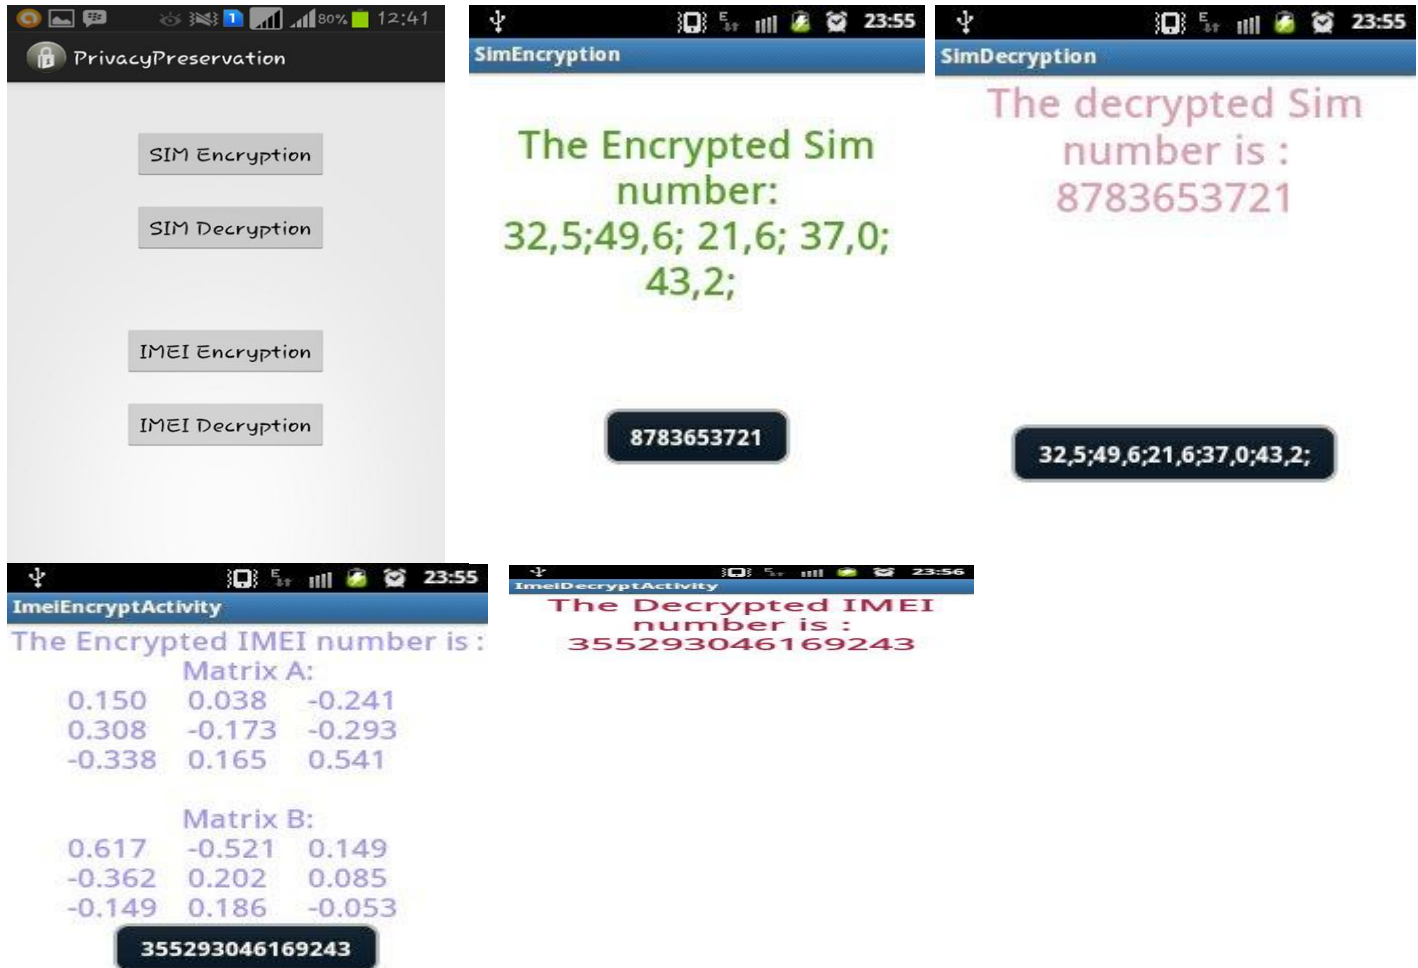 80% 12:41
PrivacyPreservation
SIM Encryption
SIM Decryption
IMEI Encryption
IMEI Decryption
23:55
SimEncryption
The Encrypted Sim
number:
32,5;49,6; 21,6; 37,0;
43,2;
8783653721
23:55
SimDecryption
The decrypted Sim
number is :
8783653721
32,5;49,6;21,6;37,0;43,2;
23:55
ImeiEncryptActivity
The Encrypted IMEI number is :
Matrix A:
0.150 0.038 -0.241
0.308 -0.173 -0.293
-0.338 0.165 0.541
Matrix B:
0.617 -0.521 0.149
-0.362 0.202 0.085
-0.149 0.186 -0.053
355293046169243
23:56
ImeiDecryptActivity
The Decrypted IMEI
number is :
355293046169243